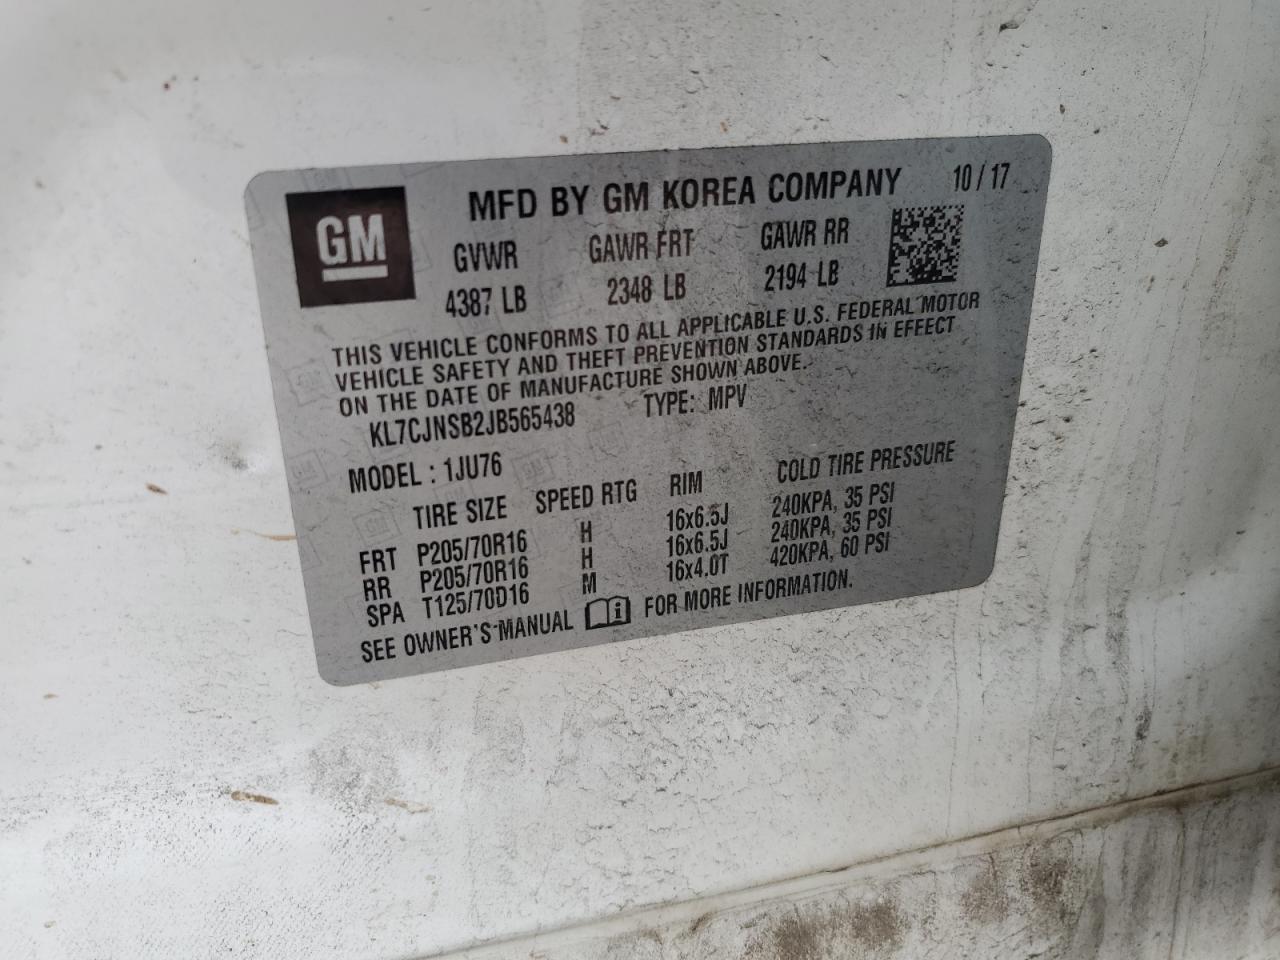 GM
MFD BY GM KOREA COMPANY 10/17
GVWR GAWR FRT GAWR RR
4387 LB 2348 LB 2194 LB
THIS VEHICLE CONFORMS TO ALL APPLICABLE U.S. FEDERAL MOTOR
VEHICLE SAFETY AND THEFT PREVENTION STANDARDS IN EFFECT
ON THE DATE OF MANUFACTURE SHOWN ABOVE.
KL7CJNSB2JB565438 TYPE: MPV
MODEL : 1JU76
TIRE SIZE SPEED RTG RIM COLD TIRE PRESSURE
FRT P205/70R16 H 16x6.5J 240KPA, 35 PSI
RR P205/70R16 H 16x6.5J 240KPA, 35 PSI
SPA T125/70D16 M 16x4.0T 420KPA, 60 PSI
SEE OWNER'S MANUAL FOR MORE INFORMATION.